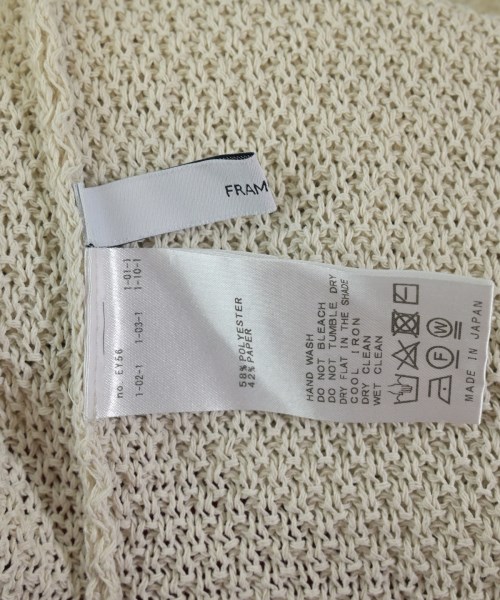 FRAM
no. EY56
1-02-1 1-03-1 1-10-1
1-01-1
58% POLYESTER
42% PAPER
HAND WASH
DO NOT BLEACH
DO NOT TUMBLE DRY
DRY FLAT IN THE SHADE
COOL IRON
DRY CLEAN
WET CLEAN
F
W
MADE IN JAPAN